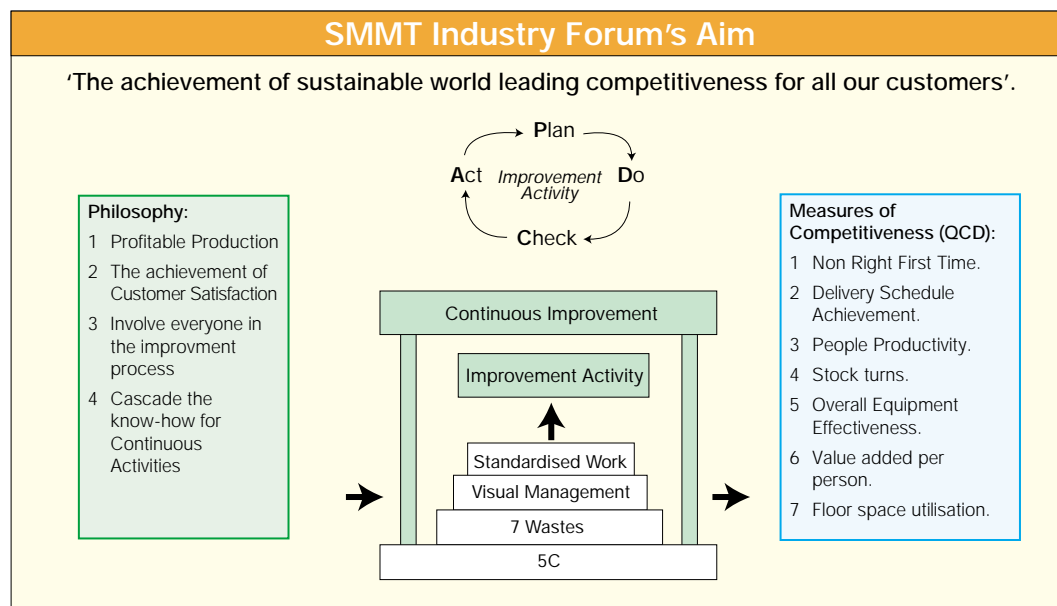 SMMT Industry Forum's Aim
'The achievement of sustainable world leading competitiveness for all our customers'.
Plan
Act Improvement Activity Do
Check
Philosophy:
1 Profitable Production
2 The achievement of
Customer Satisfaction
3 Involve everyone in
the improvment
process
4 Cascade the
know-how for
Continuous
Activities
Continuous Improvement
Improvement Activity
Standardised Work
Visual Management
7 Wastes
5C
Measures of
Competitiveness (QCD):
1 Non Right First Time.
2 Delivery Schedule
Achievement.
3 People Productivity.
4 Stock turns.
5 Overall Equipment
Effectiveness.
6 Value added per
person.
7 Floor space utilisation.